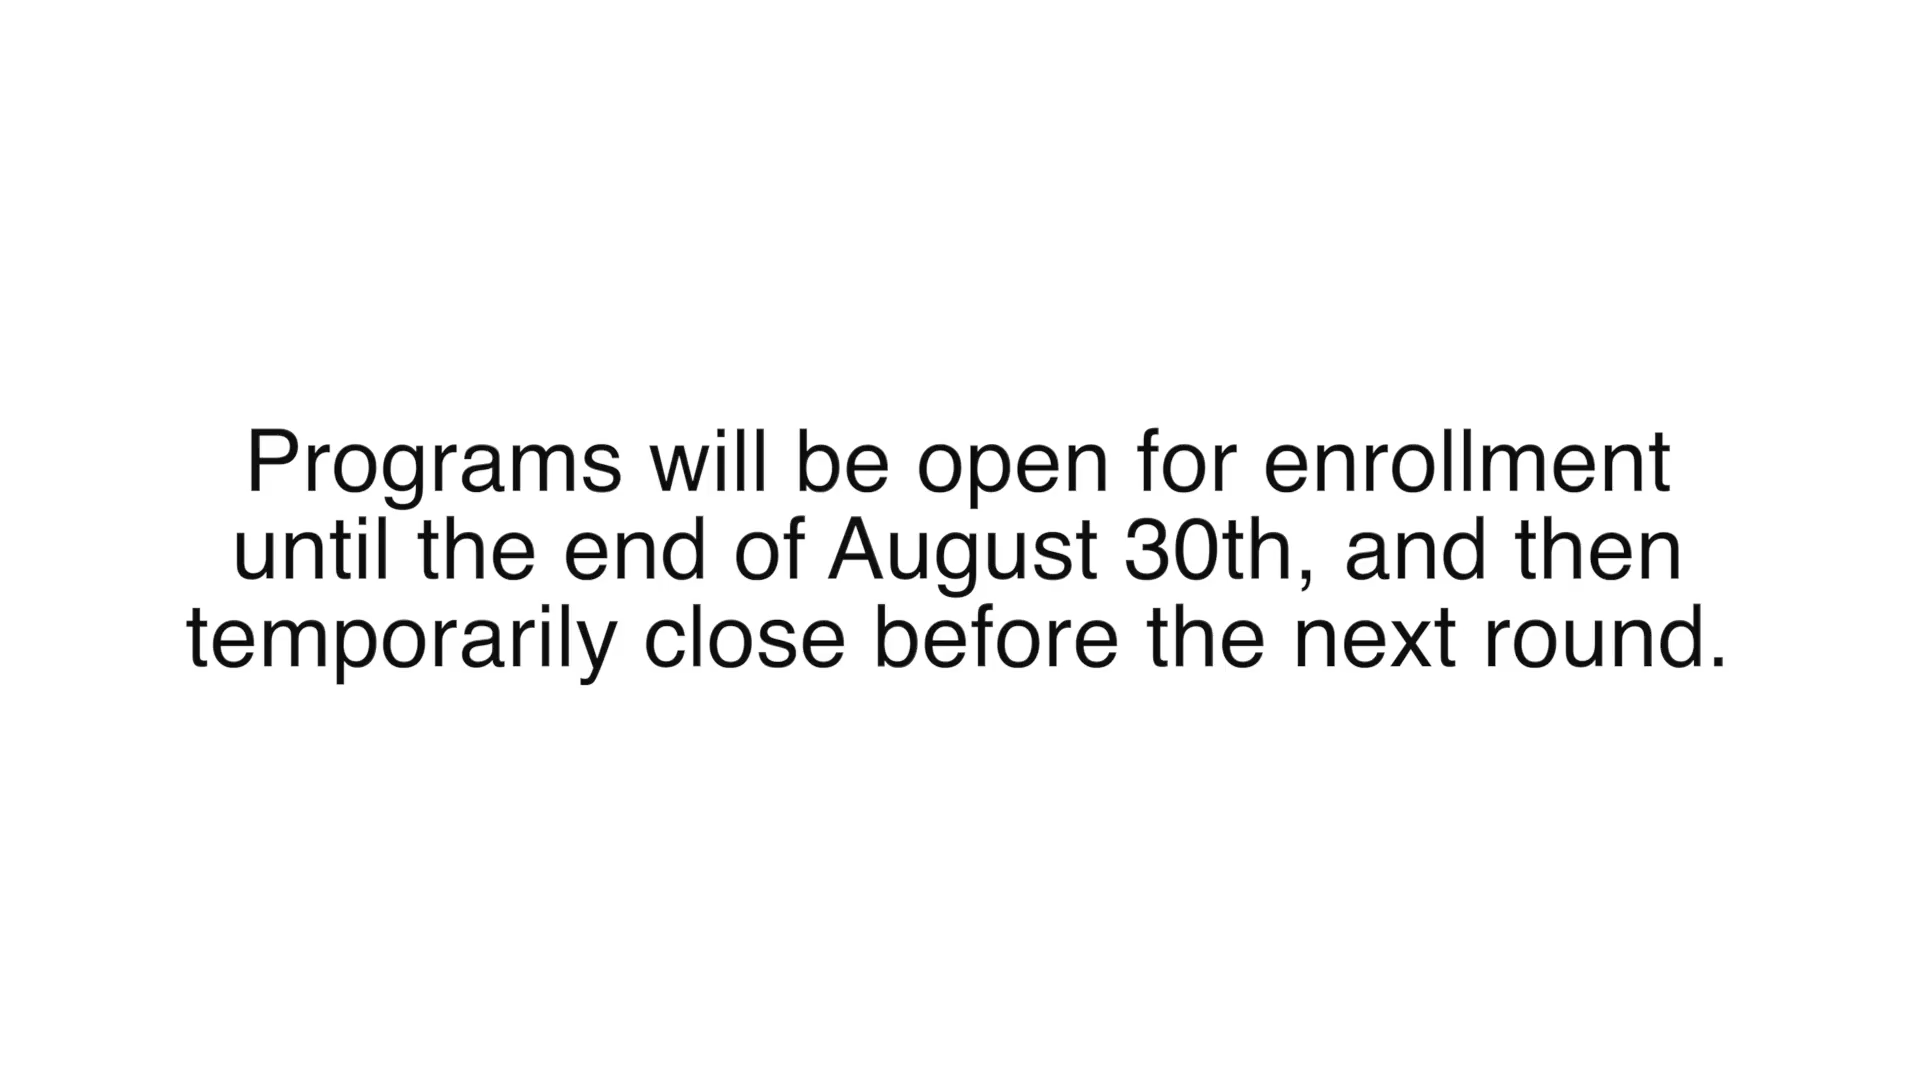 Programs will be open for enrollment
until the end of August 30th, and then
temporarily close before the next round.